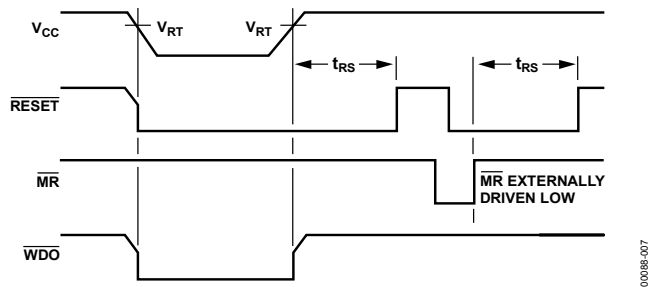 VCC
VRT
VRT
tRS
tRS
RESET
MR
MR EXTERNALLY
DRIVEN LOW
WDO
00088-007